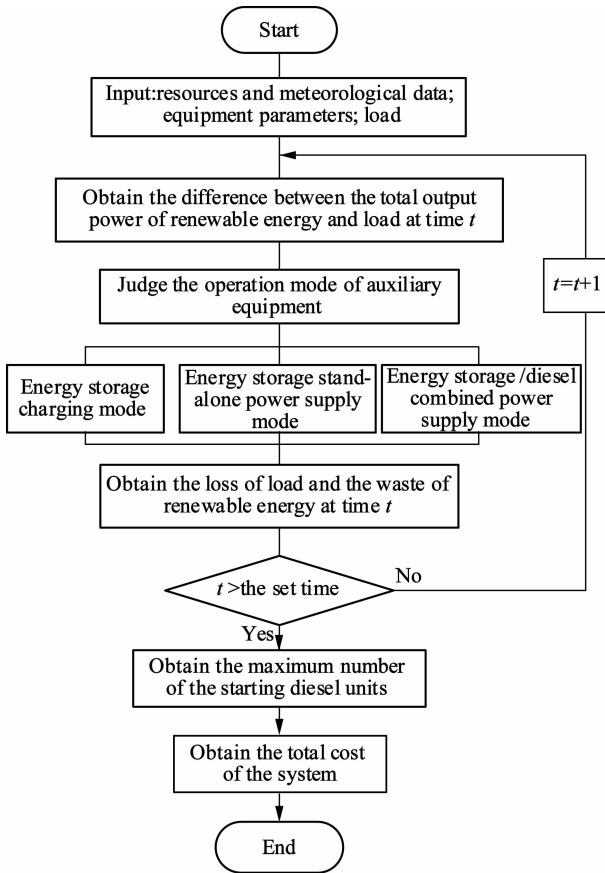 Start
Input:resources and meteorological data;
equipment parameters; load
Obtain the difference between the total output
power of renewable energy and load at time t
t=t+1
Judge the operation mode of auxiliary
equipment
Energy storage
charging mode
Energy storage stand-
alone power supply
mode
Energy storage/diesel
combined power
supply mode
Obtain the loss of load and the waste of
renewable energy at time t
t >the set time
No
Yes
Obtain the maximum number
of the starting diesel units
Obtain the total cost
of the system
End